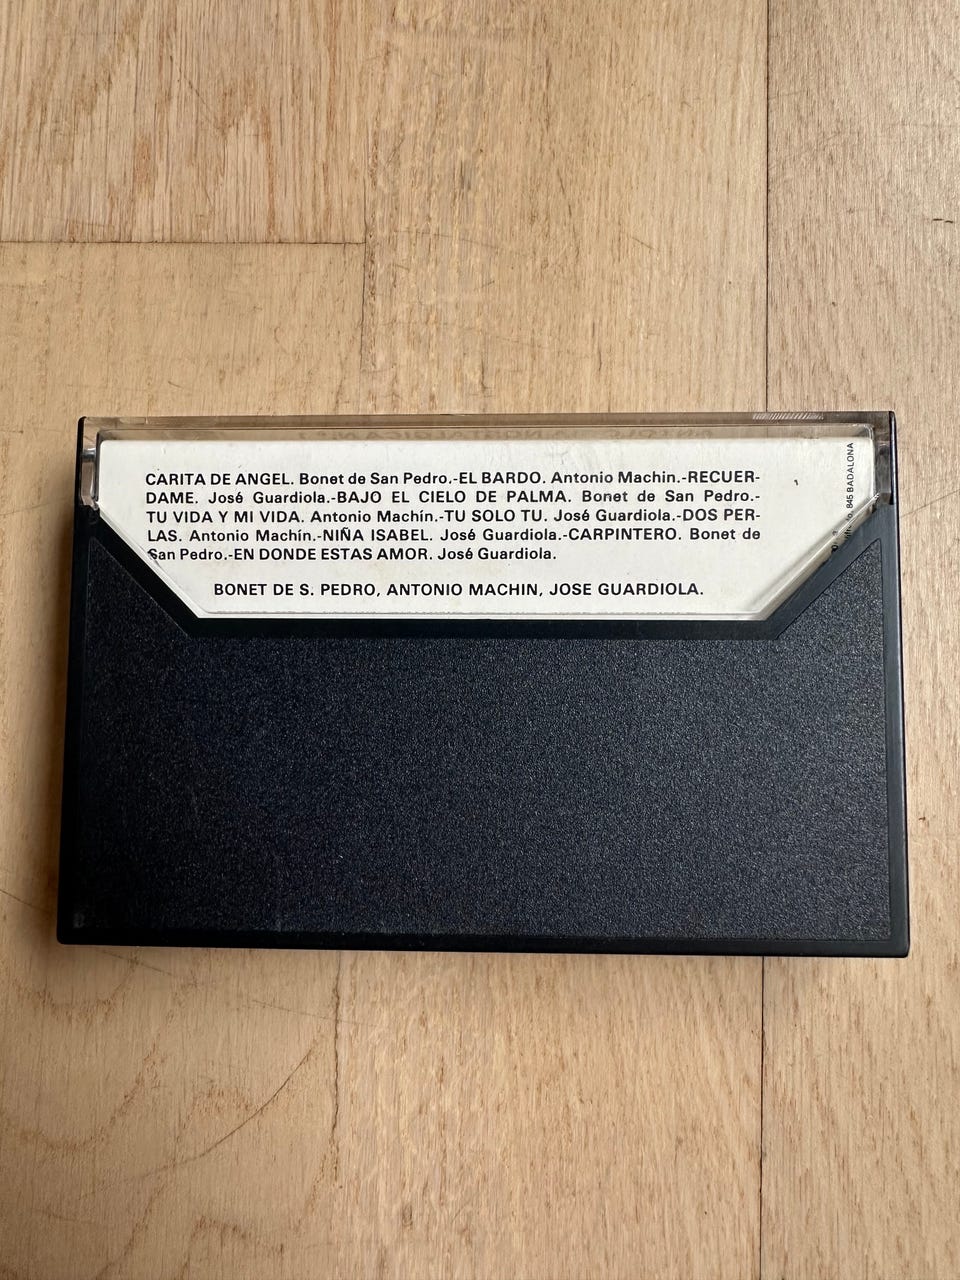 CARITA DE ANGEL. Bonet de San Pedro.-EL BARDO. Antonio Machin.-RECUER-
DAME. José Guardiola.-BAJO EL CIELO DE PALMA. Bonet de San Pedro.-
TU VIDA Y MI VIDA. Antonio Machín.-TU SOLO TU. José Guardiola.-DOS PER-
LAS. Antonio Machín.-NIÑA ISABEL. José Guardiola.-CARPINTERO. Bonet de
San Pedro.-EN DONDE ESTAS AMOR. José Guardiola.
BONET DE S. PEDRO, ANTONIO MACHIN, JOSE GUARDIOLA.
845 BADALONA